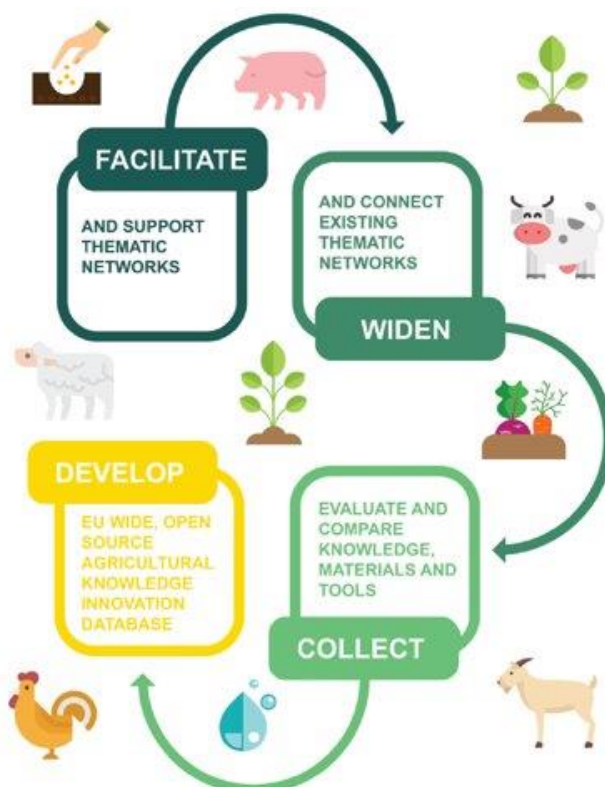 FACILITATE
AND SUPPORT
THEMATIC
NETWORKS
AND CONNECT
EXISTING
THEMATIC
NETWORKS
WIDEN
EVALUATE AND
COMPARE
KNOWLEDGE,
MATERIALS AND
TOOLS
COLLECT
DEVELOP
EU WIDE, OPEN
SOURCE
AGRICULTURAL
KNOWLEDGE
INNOVATION
DATABASE